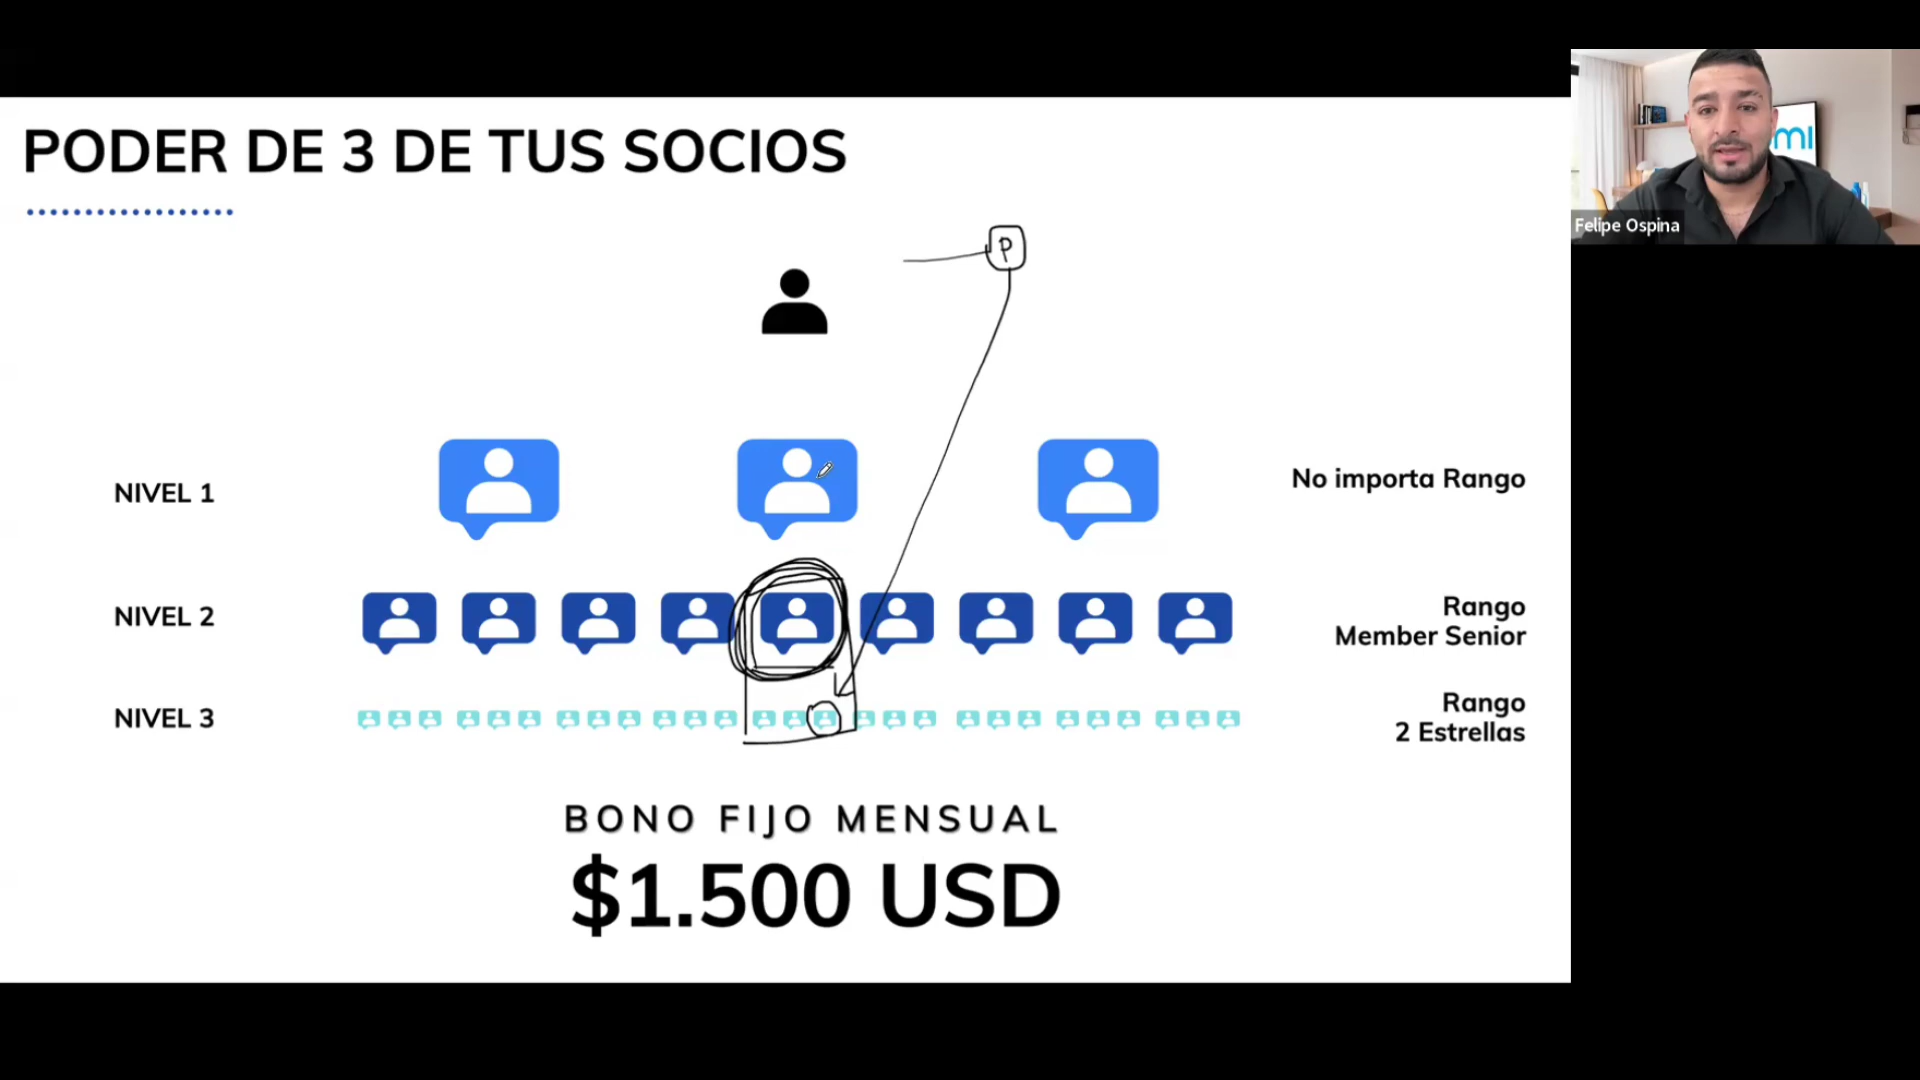 PODER DE 3 DE TUS SOCIOS
P
mi
Felipe Ospina
NIVEL 1
No importa Rango
NIVEL 2
Rango
Member Senior
NIVEL 3
Rango
2 Estrellas
BONO FIJO MENSUAL
$1.500 USD